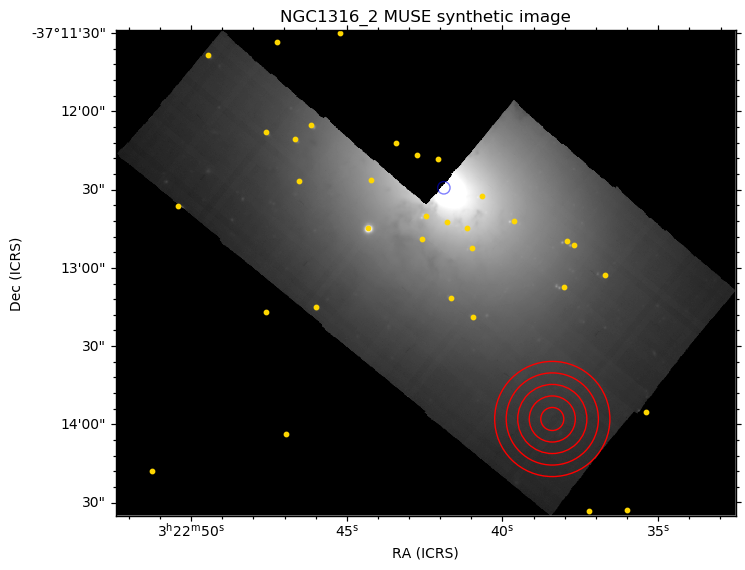 NGC1316_2 MUSE synthetic image
-37°11'30"
12'00"
30"
13'00"
30"
14'00"
30"
Dec (ICRS)
3ʰ22ᵐ50ˢ
45ˢ
40ˢ
35ˢ
RA (ICRS)